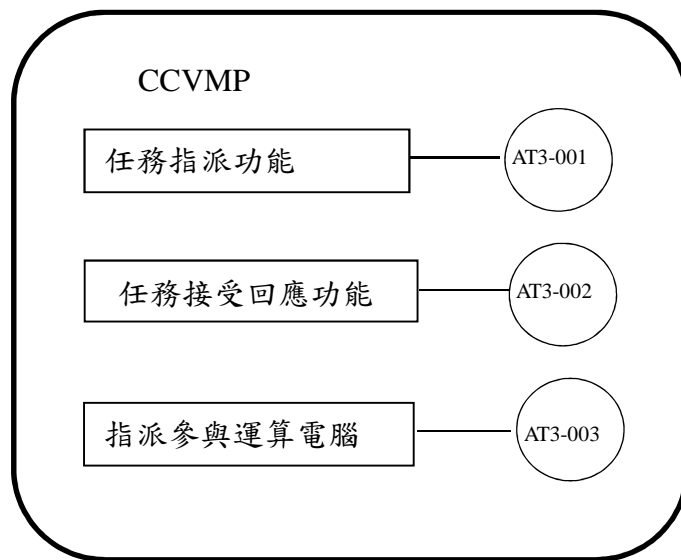 CCVMP
任務指派功能
AT3-001
任務接受回應功能
AT3-002
指派參與運算電腦
AT3-003